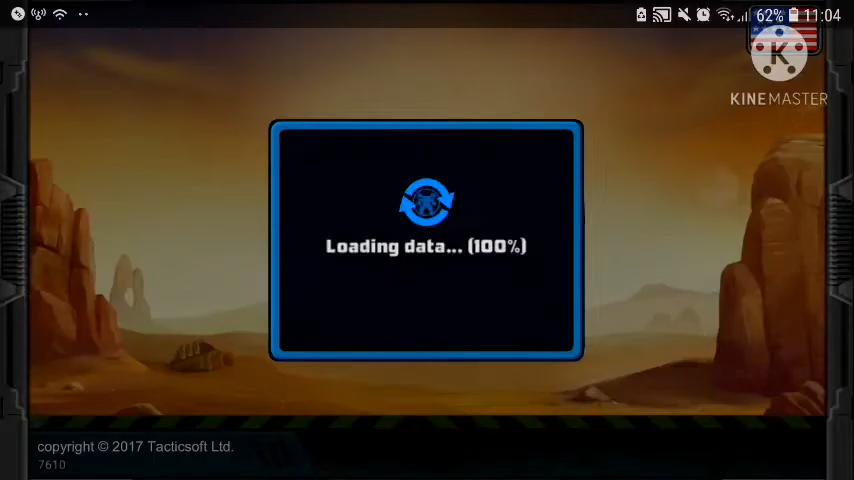 62% 11:04
K
KINEMASTER
Loading data... (100%)
copyright © 2017 Tacticsoft Ltd.
7610